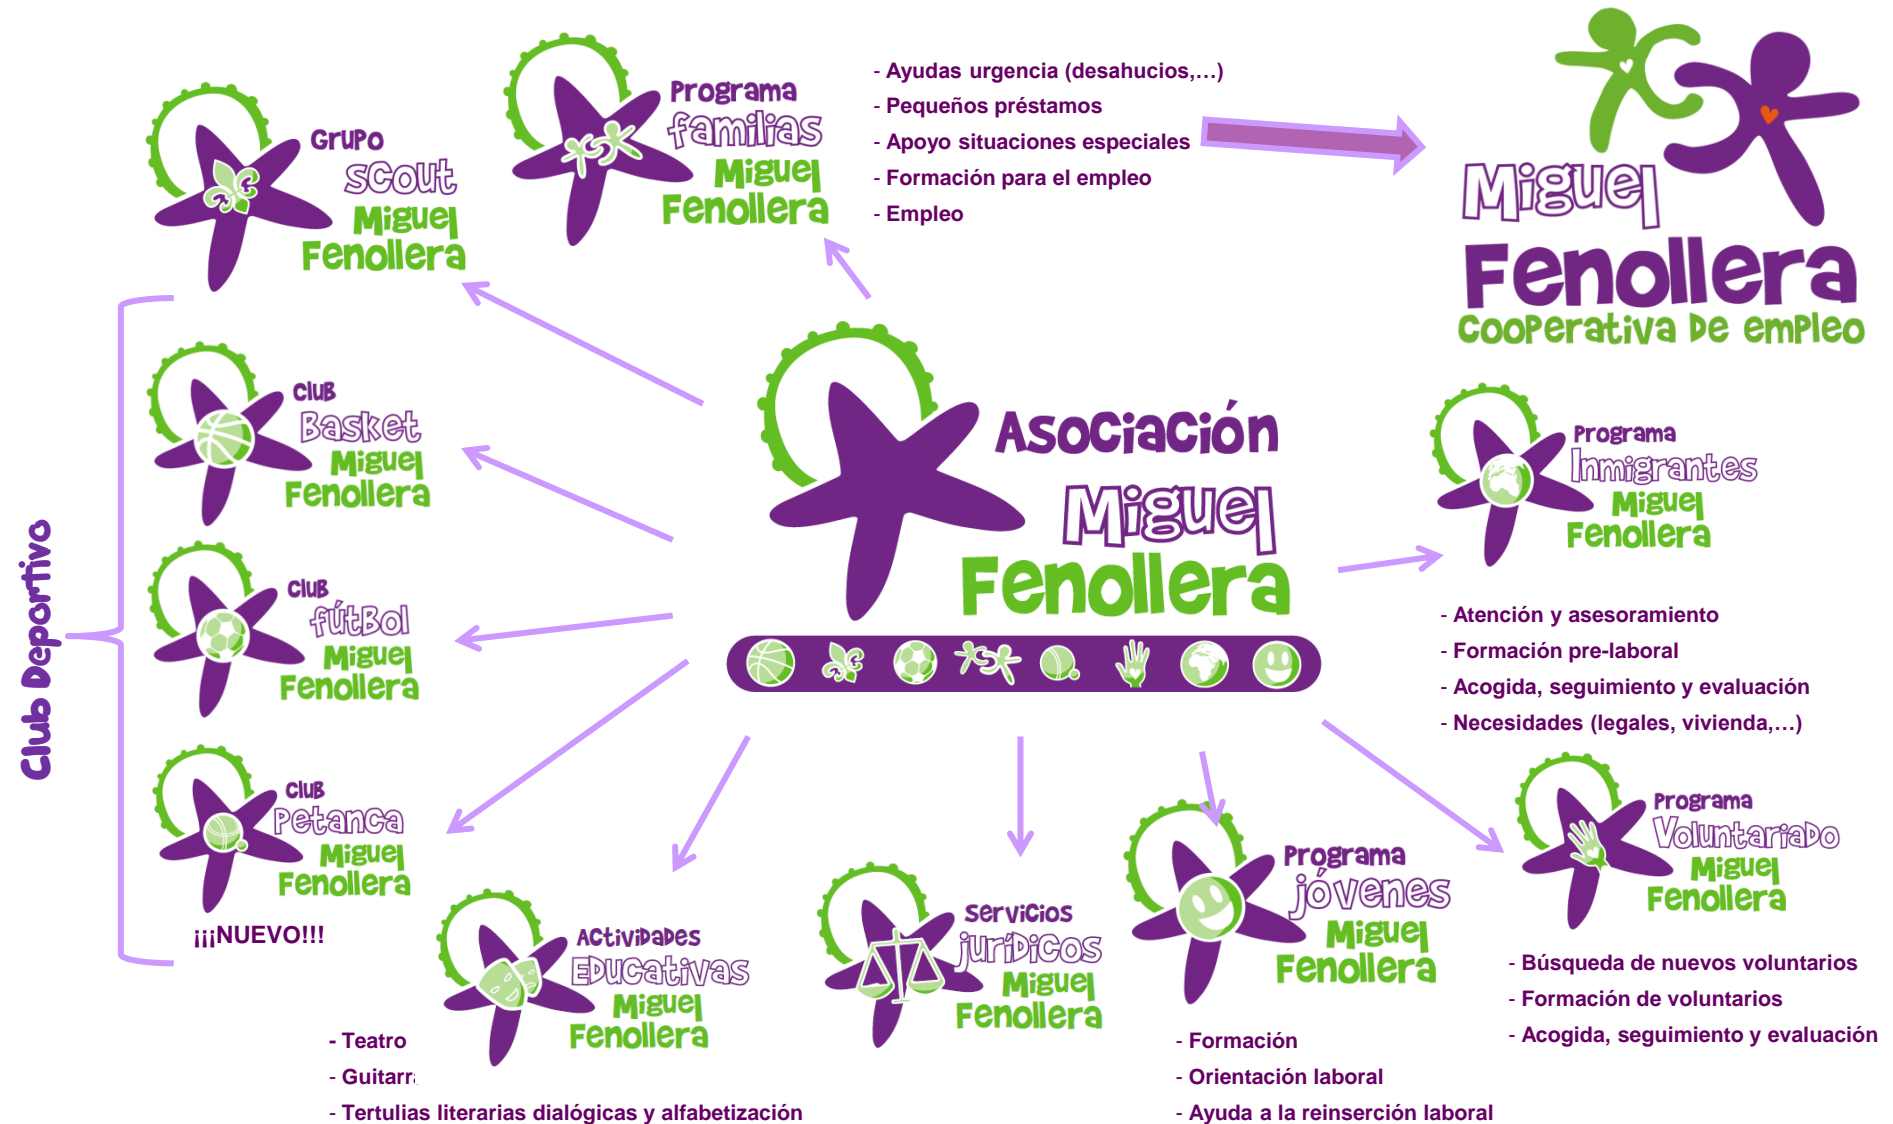 Grupo
scout
Miguel
Fenollera
Programa
familias
Miguel
Fenollera
- Ayudas urgencia (desahucios,…)
- Pequeños préstamos
- Apoyo situaciones especiales
- Formación para el empleo
- Empleo
Miguel
Fenollera
Cooperativa de empleo
Club Deportivo
Club
Basket
Miguel
Fenollera
Club
fútbol
Miguel
Fenollera
Club
Petanca
Miguel
Fenollera
¡¡¡NUEVO!!!
Asociación
Miguel
Fenollera
Programa
Inmigrantes
Miguel
Fenollera
- Atención y asesoramiento
- Formación pre-laboral
- Acogida, seguimiento y evaluación
- Necesidades (legales, vivienda,…)
Actividades
Educativas
Miguel
Fenollera
- Teatro
- Guitarra
- Tertulias literarias dialógicas y alfabetización
Servicios
jurídicos
Miguel
Fenollera
Programa
jóvenes
Miguel
Fenollera
- Formación
- Orientación laboral
- Ayuda a la reinserción laboral
Programa
Voluntariado
Miguel
Fenollera
- Búsqueda de nuevos voluntarios
- Formación de voluntarios
- Acogida, seguimiento y evaluación